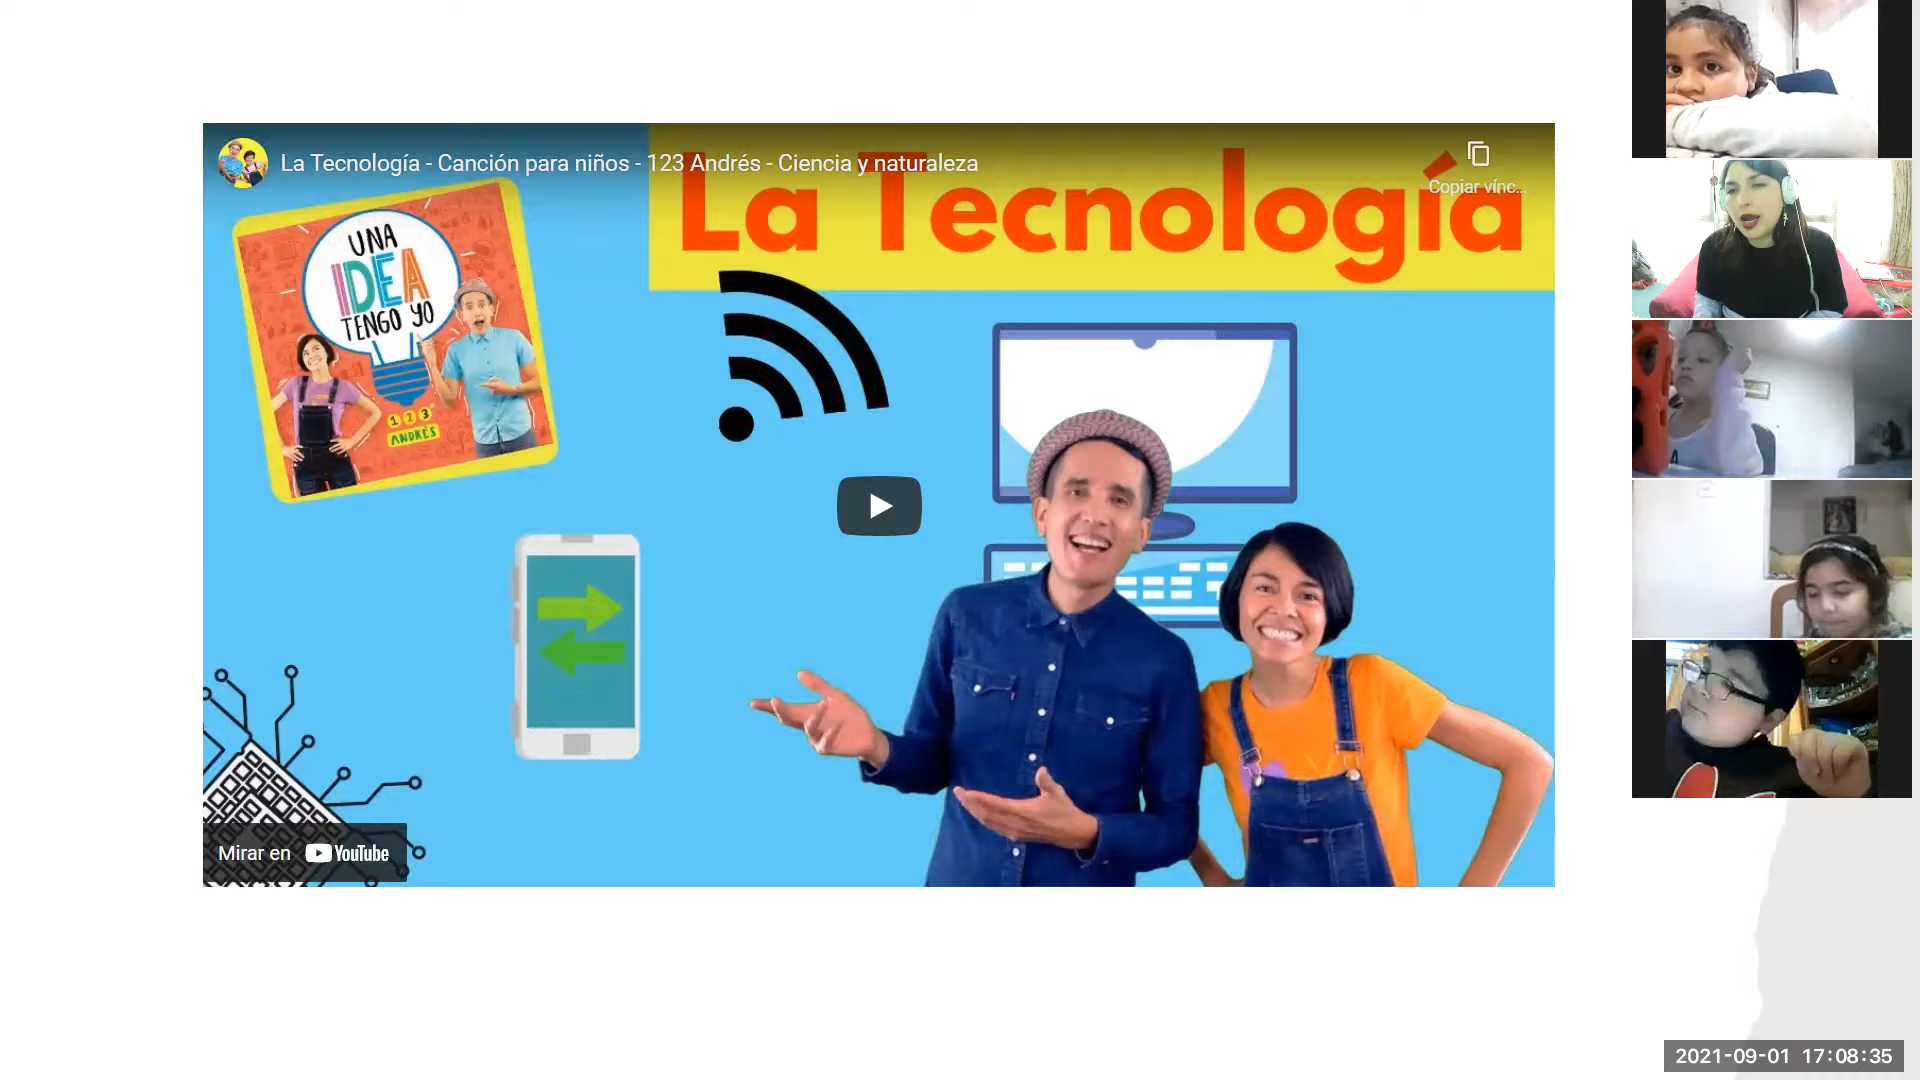 La Tecnología - Canción para niños - 123 Andrés - Ciencia y naturaleza
Copiar vínc...
La Tecnología
UNA
IDEA
TENGO YO
123
ANDRÉS
Mirar en YouTube
2021-09-01 17:08:35